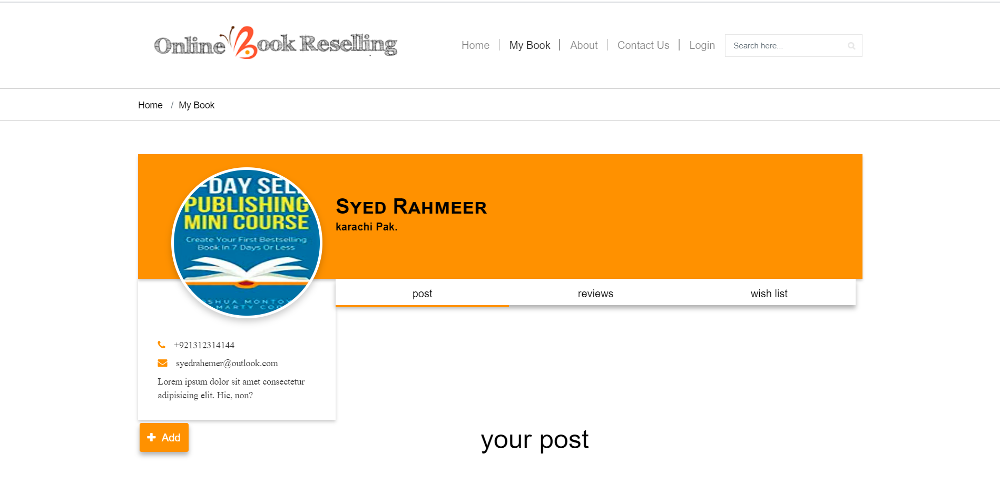 Online Book Reselling
Home
My Book
About
Contact Us
Login
Search here...
Home / My Book
-DAY SEL
PUBLISHING
MINI COURSE
Create Your First Bestselling
Book In 7 Days Or Less
SHUA MONTOY
MARTY COO
Syed Rahmeer
karachi Pak.
post
reviews
wish list
+921312314144
syedrahemer@outlook.com
Lorem ipsum dolor sit amet consectetur
adipisicing elit. Hic, non?
Add
your post